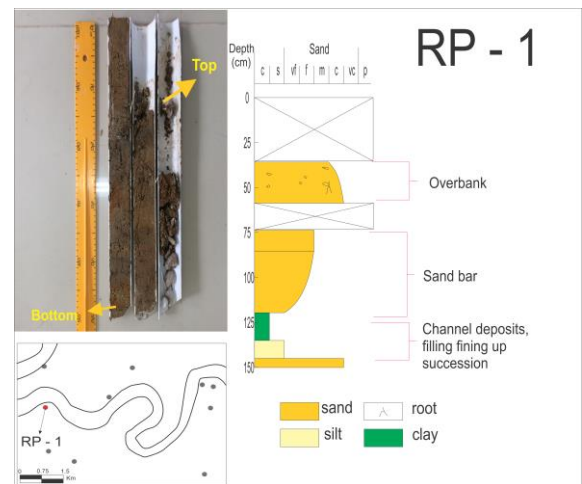 RP - 1
Top
Bottom
Depth
(cm)
Sand
c s vf f m c vc p
0
25
50
75
100
125
150
Overbank
Sand bar
Channel deposits,
filling fining up
succession
sand
root
silt
clay
RP - 1
0 0.75 1.5
Km